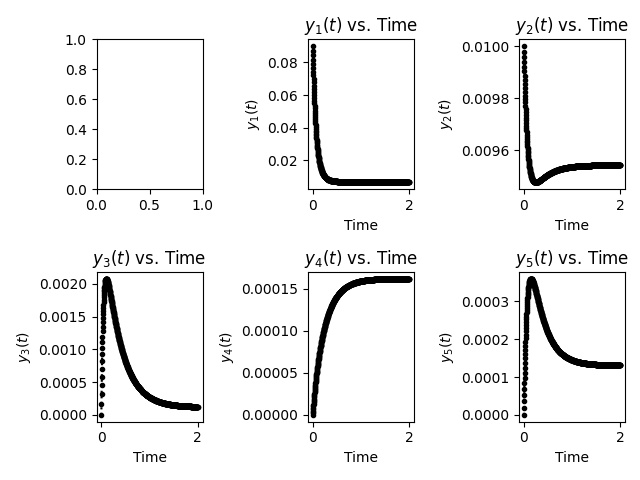 y₁(t) vs. Time
y₂(t) vs. Time
1.0
0.8
0.6
0.4
0.2
0.0
0.0 0.5 1.0
y₁(t)
0.08
0.06
0.04
0.02
0 2
Time
y₂(t)
0.0100
0.0098
0.0096
0 2
Time
y₃(t) vs. Time
y₄(t) vs. Time
y₅(t) vs. Time
y₃(t)
0.0020
0.0015
0.0010
0.0005
0.0000
0 2
Time
y₄(t)
0.00015
0.00010
0.00005
0.00000
0 2
Time
y₅(t)
0.0003
0.0002
0.0001
0.0000
0 2
Time